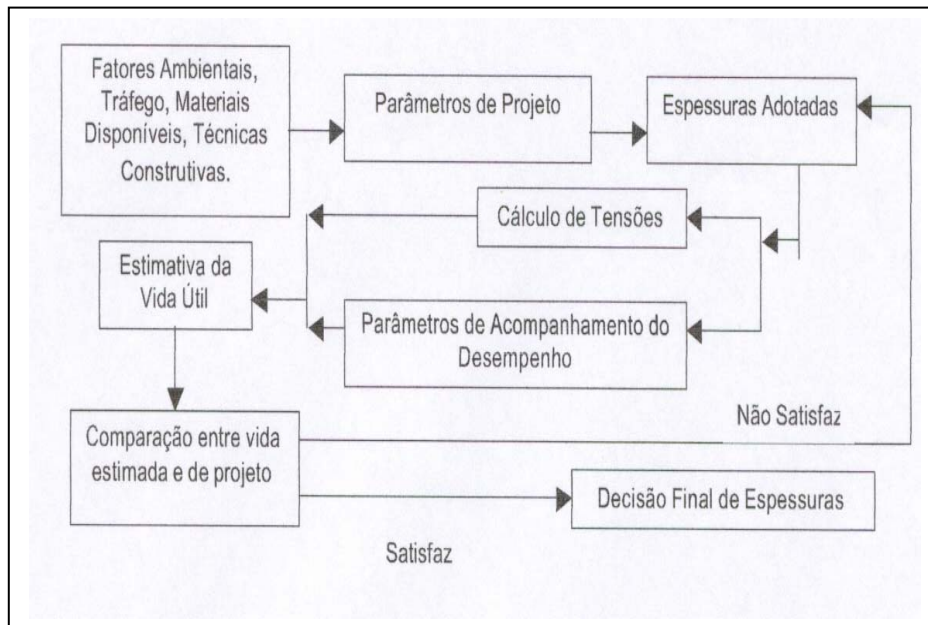 Fatores Ambientais,
Tráfego, Materiais
Disponíveis, Técnicas
Construtivas.
Parâmetros de Projeto
Espessuras Adotadas
Cálculo de Tensões
Estimativa da
Vida Útil
Parâmetros de Acompanhamento do
Desempenho
Não Satisfaz
Comparação entre vida
estimada e de projeto
Decisão Final de Espessuras
Satisfaz